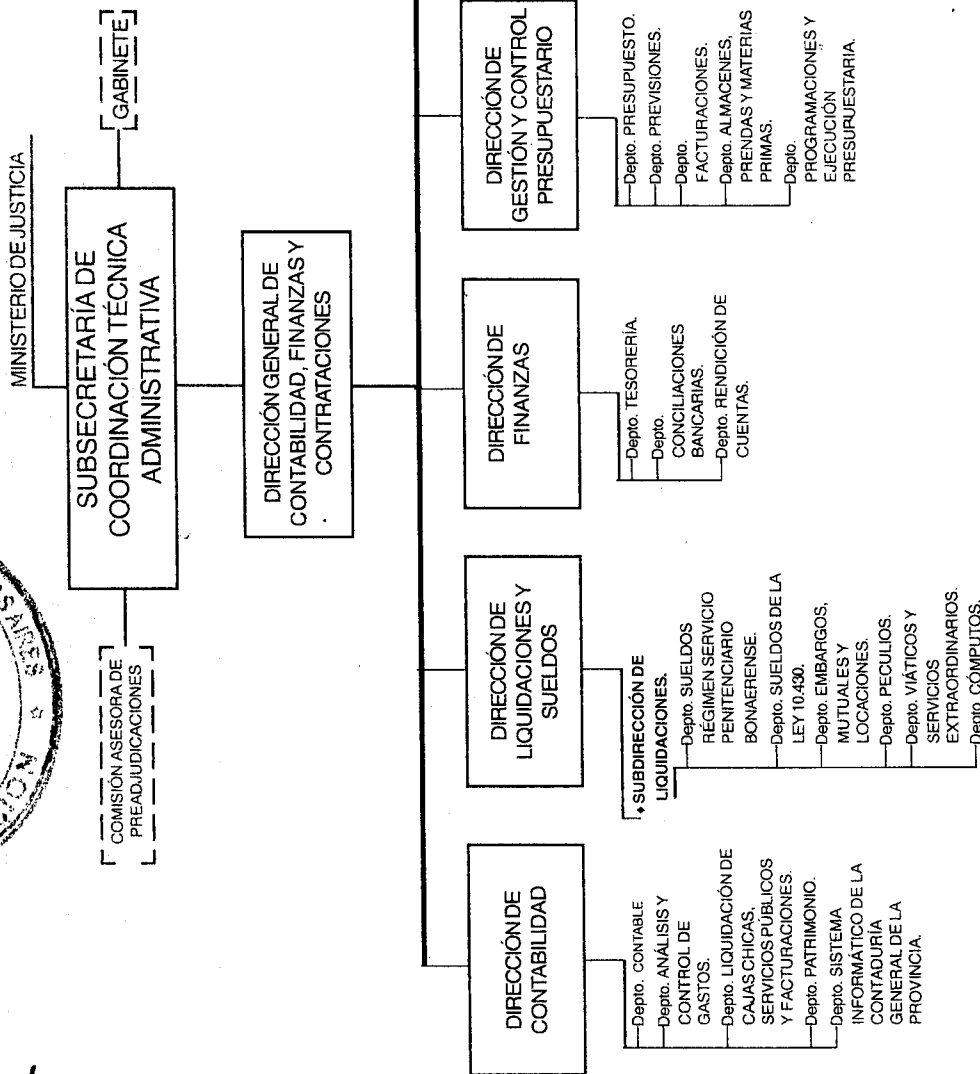 MINISTERIO DE JUSTICIA
SUBSECRETARÍA DE
COORDINACIÓN TÉCNICA
ADMINISTRATIVA
GABINETE
COMISIÓN ASESORA DE
PREADJUDICACIONES
DIRECCIÓN GENERAL DE
CONTABILIDAD, FINANZAS Y
CONTRATACIONES
DIRECCIÓN DE
CONTABILIDAD
Depto. CONTABLE
Depto. ANÁLISIS Y
CONTROL DE
GASTOS.
Depto. LIQUIDACIÓN DE
CAJAS CHICAS,
SERVICIOS PÚBLICOS
Y FACTURACIONES.
Depto. PATRIMONIO.
Depto. SISTEMA
INFORMÁTICO DE LA
CONTADURÍA
GENERAL DE LA
PROVINCIA.
DIRECCIÓN DE
LIQUIDACIONES Y
SUELDOS
♦ SUBDIRECCIÓN DE
LIQUIDACIONES.
Depto. SUELDOS
RÉGIMEN SERVICIO
PENITENCIARIO
BONAERENSE.
Depto. SUELDOS DE LA
LEY 10.430.
Depto. EMBARGOS,
MUTUALES Y
LOCACIONES.
Depto. PECULIOS.
Depto. VIÁTICOS Y
SERVICIOS
EXTRAORDINARIOS.
Depto. CÓMPUTOS.
DIRECCIÓN DE
FINANZAS
Depto. TESORERÍA.
Depto.
CONCILIACIONES
BANCARIAS.
Depto. RENDICIÓN DE
CUENTAS.
DIRECCIÓN DE
GESTIÓN Y CONTROL
PRESUPUESTARIO
Depto. PRESUPUESTO.
Depto. PREVISIONES.
Depto.
FACTURACIONES.
Depto. ALMACENES,
PRENDAS Y MATERIAS
PRIMAS.
Depto.
PROGRAMACIONES Y
EJECUCIÓN
PRESUPUESTARIA.